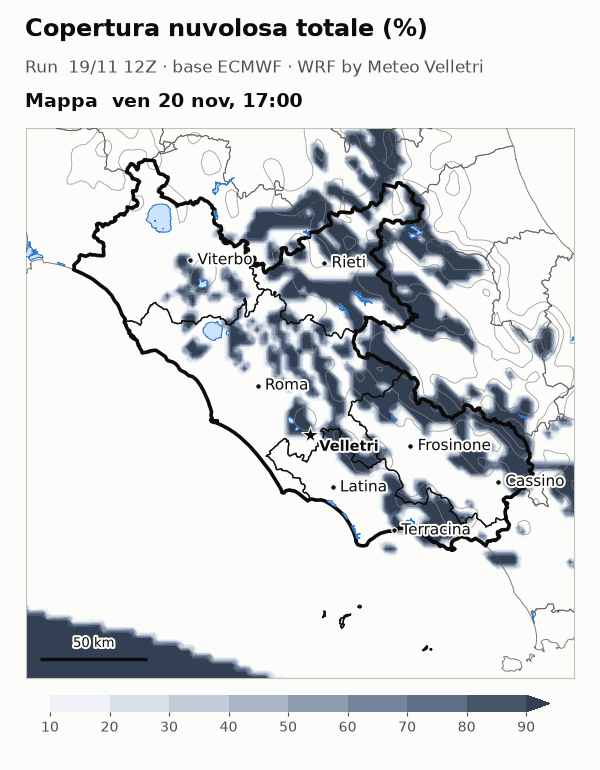 Copertura nuvolosa totale (%)
Run  19/11 12Z · base ECMWF · WRF by Meteo Velletri
Mappa  ven 20 nov, 17:00
Viterbo
Rieti
Roma
Velletri
Frosinone
Cassino
Latina
Terracina
50 km
10 20 30 40 50 60 70 80 90